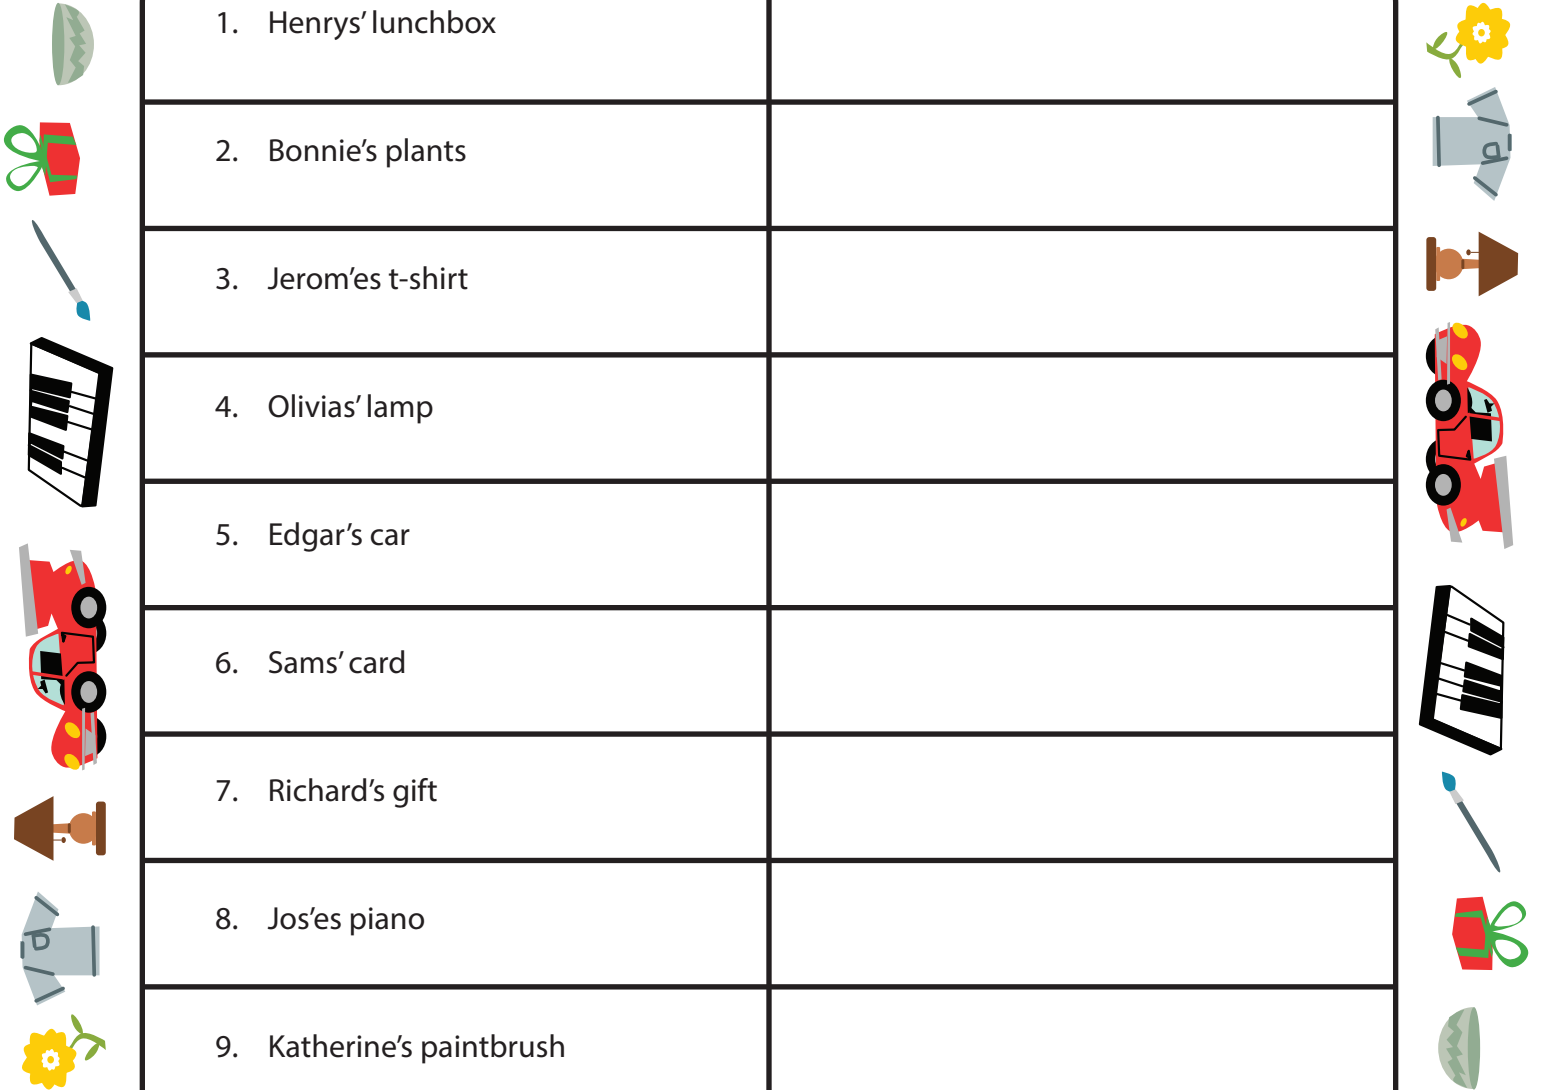 1. Henrys’ lunchbox
2. Bonnie’s plants
3. Jerom’es t-shirt
4. Olivias’ lamp
5. Edgar’s car
6. Sams’ card
7. Richard’s gift
8. Jos’es piano
9. Katherine’s paintbrush